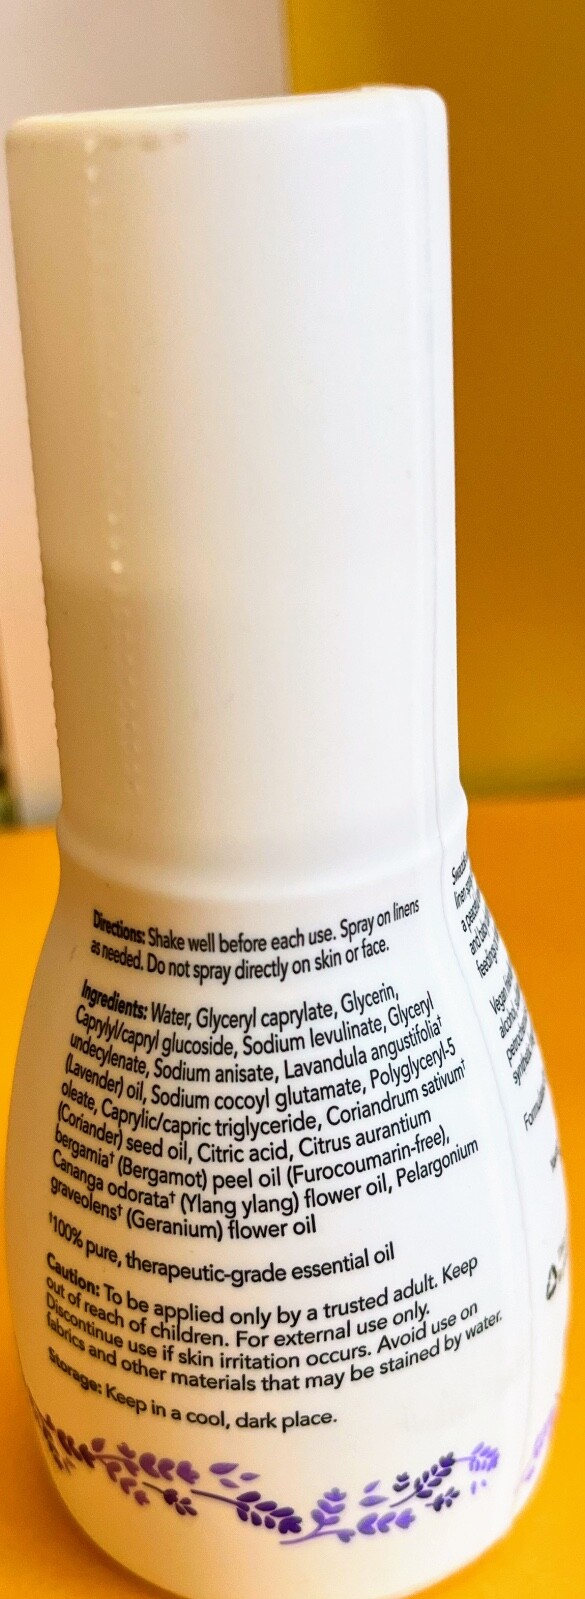 Directions: Shake well before each use. Spray on linens
as needed. Do not spray directly on skin or face.
Ingredients: Water, Glyceryl caprylate, Glycerin,
Caprylyl/capryl glucoside, Sodium levulinate, Glyceryl
undecylenate, Sodium anisate, Lavandula angustifolia†
(Lavender) oil, Sodium cocoyl glutamate, Polyglyceryl-5
oleate, Caprylic/capric triglyceride, Coriandrum sativum†
(Coriander) seed oil, Citric acid, Citrus aurantium
bergamia† (Bergamot) peel oil (Furocoumarin-free),
Cananga odorata† (Ylang ylang) flower oil, Pelargonium
graveolens† (Geranium) flower oil
†100% pure, therapeutic-grade essential oil
Caution: To be applied only by a trusted adult. Keep
out of reach of children. For external use only.
Discontinue use if skin irritation occurs. Avoid use on
fabrics and other materials that may be stained by water.
Storage: Keep in a cool, dark place.
linen
and
feeding
Vegan